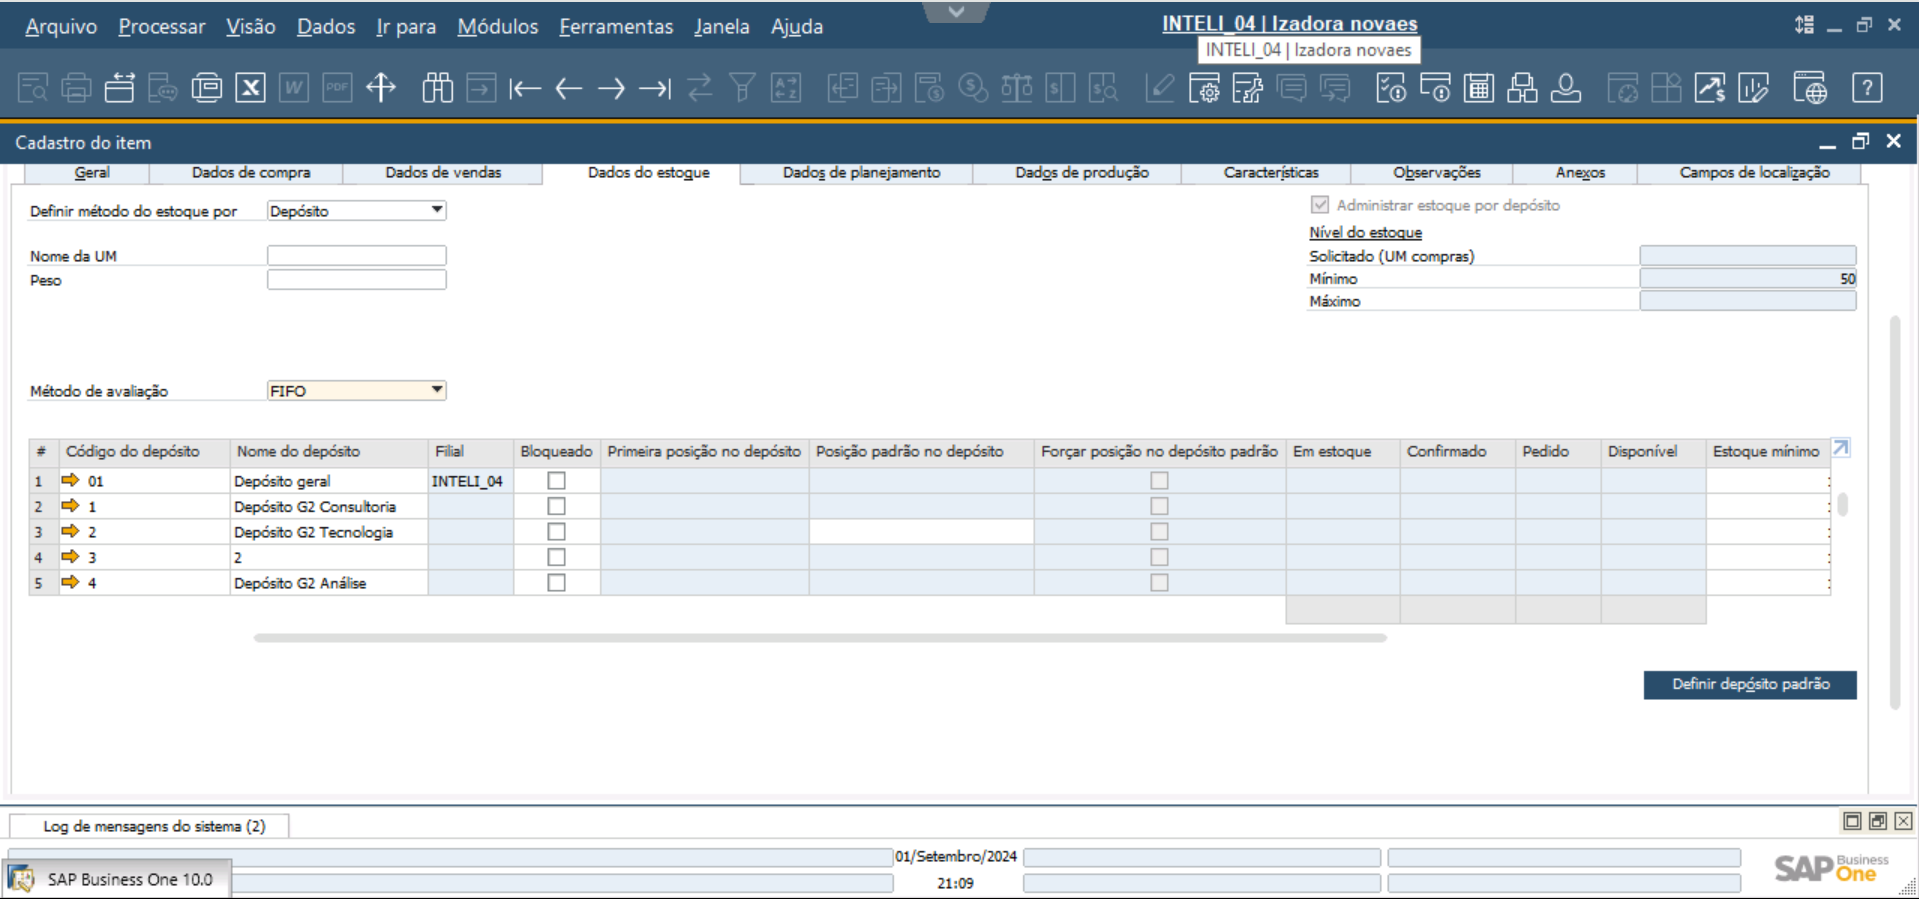 Arquivo Processar Visão Dados Ir para Módulos Ferramentas Janela Ajuda INTELI_04 | Izadora novaes
INTELI_04 | Izadora novaes
Cadastro do item
Geral Dados de compra Dados de vendas Dados do estoque Dados de planejamento Dados de produção Características Observações Anexos Campos de localização
Definir método do estoque por Depósito Administrar estoque por depósito
Nível do estoque
Nome da UM Solicitado (UM compras)
Peso Mínimo 50
Máximo
Método de avaliação FIFO
# Código do depósito Nome do depósito Filial Bloqueado Primeira posição no depósito Posição padrão no depósito Forçar posição no depósito padrão Em estoque Confirmado Pedido Disponível Estoque mínimo
1 01 Depósito geral INTELI_04
2 1 Depósito G2 Consultoria
3 2 Depósito G2 Tecnologia
4 3 2
5 4 Depósito G2 Análise
Definir depósito padrão
Log de mensagens do sistema (2)
01/Setembro/2024
SAP Business One 10.0 21:09
SAP Business One